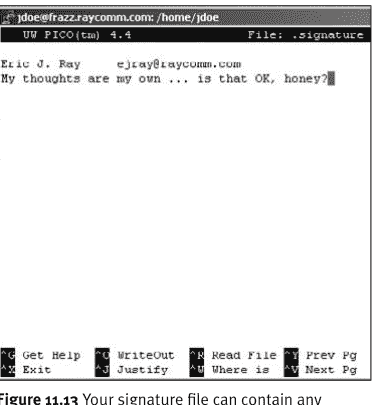 jdoe@frazz.raycomm.com: /home/jdoe
UW PICO(tm) 4.4 File: .signature
Eric J. Ray ejray@raycomm.com
My thoughts are my own ... is that OK, honey?
^G Get Help ^O WriteOut ^R Read File ^Y Prev Pg
^X Exit ^J Justify ^W Where is ^V Next Pg
Figure 11.13 Your signature file can contain any